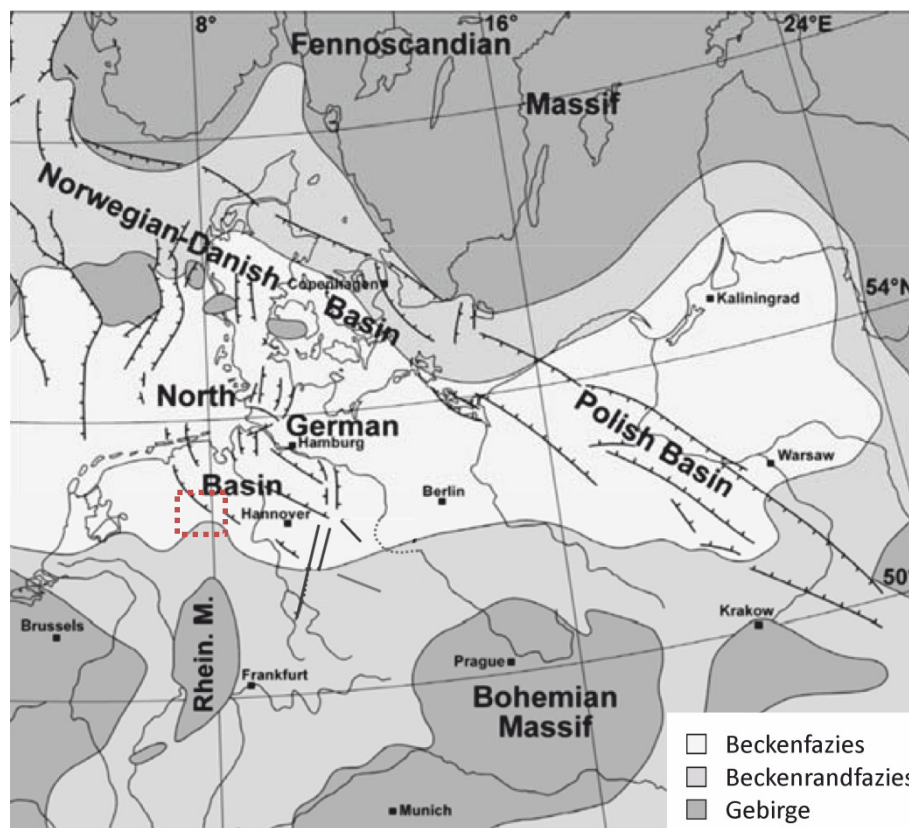 8°
16°
24°E
Fennoscandian
Massif
Norwegian-Danish
Basin
Copenhagen
54°N
Kaliningrad
North
German
Basin
Hamburg
Polish Basin
Warsaw
Berlin
Hannover
50°
Brussels
Rhein. M.
Krakow
Prague
Frankfurt
Bohemian
Massif
Munich
Beckenfazies
Beckenrandfazies
Gebirge